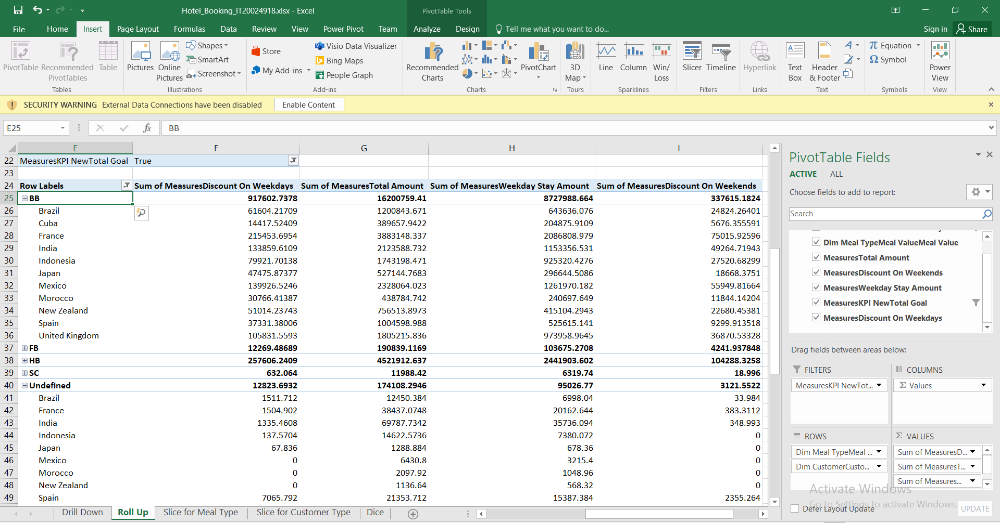 Hotel_Booking_IT20024918.xlsx - Excel
PivotTable Tools
File Home Insert Page Layout Formulas Data Review View Power Pivot Team Analyze Design Tell me what you want to do... Sign in Share
PivotTable
Recommended
PivotTables
Table
Tables
Pictures
Online
Pictures
Shapes
SmartArt
Screenshot
Illustrations
Store
My Add-ins
Visio Data Visualizer
Bing Maps
People Graph
Add-ins
Recommended
Charts
PivotChart
Charts
3D
Map
Tours
Line
Column
Win/
Loss
Sparklines
Slicer
Timeline
Filters
Hyperlink
Links
Text
Box
Header
& Footer
Text
Equation
Symbol
Symbols
Power
View
View
SECURITY WARNING External Data Connections have been disabled Enable Content
E25 fx BB
E F G H I
22 MeasuresKPI NewTotal Goal True
23
24 Row Labels Sum of MeasuresDiscount On Weekdays Sum of MeasuresTotal Amount Sum of MeasuresWeekday Stay Amount Sum of MeasuresDiscount On Weekends
25 BB 917602.7378 16200759.41 8727988.664 337615.1824
26 Brazil 61604.21709 1200843.671 643636.076 24824.26401
27 Cuba 14417.52409 389657.9422 204875.9109 5676.355591
28 France 215453.6954 3883148.337 2086808.979 75015.92596
29 India 133859.6109 2123588.732 1153356.531 49264.71943
30 Indonesia 79921.70138 1743198.471 925320.4276 27520.68299
31 Japan 47475.87377 527144.7683 296644.5086 18668.3751
32 Mexico 139926.5246 2328064.023 1261970.182 55949.81664
33 Morocco 30766.41387 438784.742 240697.649 11844.14204
34 New Zealand 51014.23743 756513.8973 415104.2943 22680.45381
35 Spain 37331.38006 1004598.988 525615.141 9299.913518
36 United Kingdom 105831.5593 1805215.836 973958.9645 36870.53328
37 FB 12269.48689 190839.1169 103675.2708 4241.937848
38 HB 257606.2409 4521912.637 2441903.602 104288.3258
39 SC 632.064 11988.42 6319.74 18.996
40 Undefined 12823.6932 174108.2946 95026.77 3121.5522
41 Brazil 1511.712 12450.384 6998.04 33.984
42 France 1504.902 38437.0748 20162.644 383.3112
43 India 1335.4608 69787.7342 35736.094 348.993
44 Indonesia 137.5704 14622.5736 7380.072 0
45 Japan 67.836 1288.884 678.36 0
46 Mexico 0 6430.8 3215.4 0
47 Morocco 0 2097.92 1048.96 0
48 New Zealand 0 1136.64 568.32 0
49 Spain 7065.792 21353.712 15387.384 2355.264
Drill Down Roll Up Slice for Meal Type Slice for Customer Type Dice
PivotTable Fields
ACTIVE ALL
Choose fields to add to report:
Search
Dim Meal TypeMeal ValueMeal Value
MeasuresTotal Amount
MeasuresDiscount On Weekends
MeasuresWeekday Stay Amount
MeasuresKPI NewTotal Goal
MeasuresDiscount On Weekdays
Drag fields between areas below:
FILTERS
MeasuresKPI NewTot...
COLUMNS
Σ Values
ROWS
Dim Meal TypeMeal ...
Dim CustomerCusto...
Σ VALUES
Sum of MeasuresD...
Sum of MeasuresT...
Sum of Measures...
Activate Windows
Go to Settings to activate Windows.
Defer Layout Update UPDATE